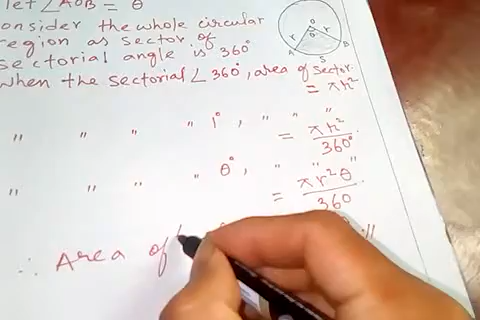 let ∠AOB = θ
onsider the whole circular
region as sector of
sectorial angle is 360°
When the sectorial ∠ 360°, area of sector
= πr²
" " " " 1°, " " "
= πr²/360°
" " " " θ°, " " "
= πr²θ/360
∴ Area of
O
θ
r r
A B
S